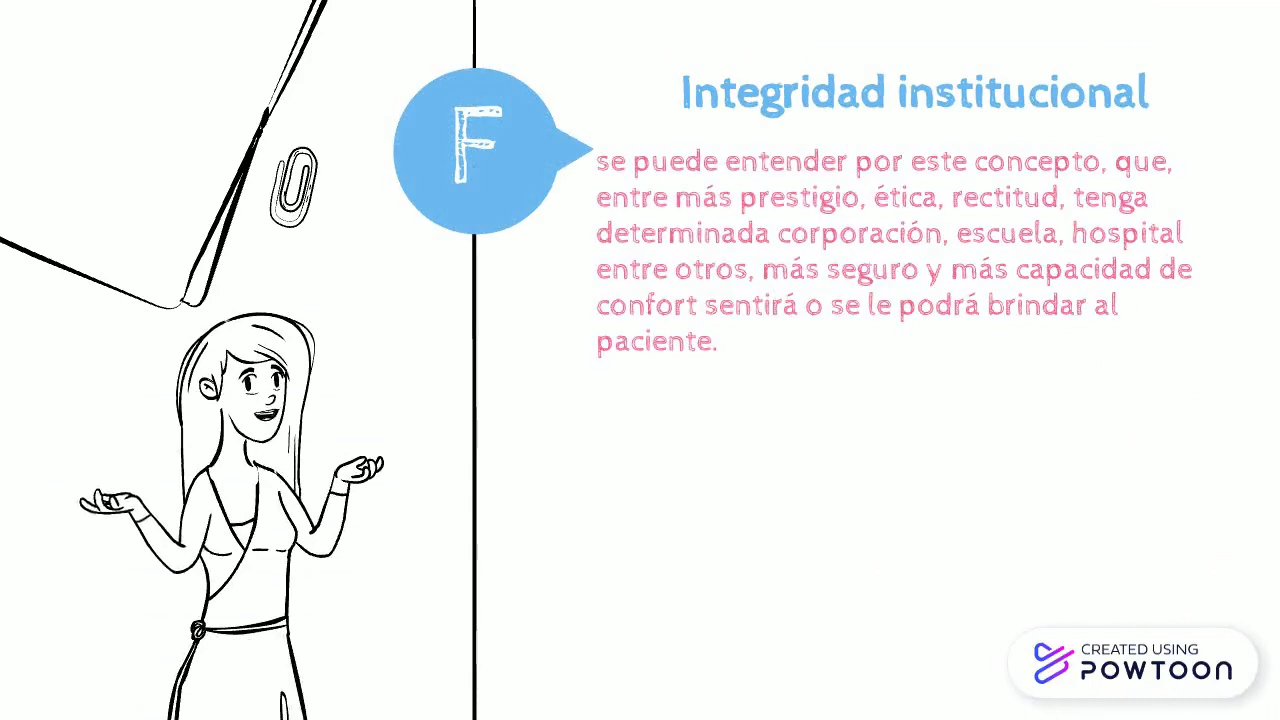 F
Integridad institucional
se puede entender por este concepto, que,
entre más prestigio, ética, rectitud, tenga
determinada corporación, escuela, hospital
entre otros, más seguro y más capacidad de
confort sentirá o se le podrá brindar al
paciente.
CREATED USING
POWTOON